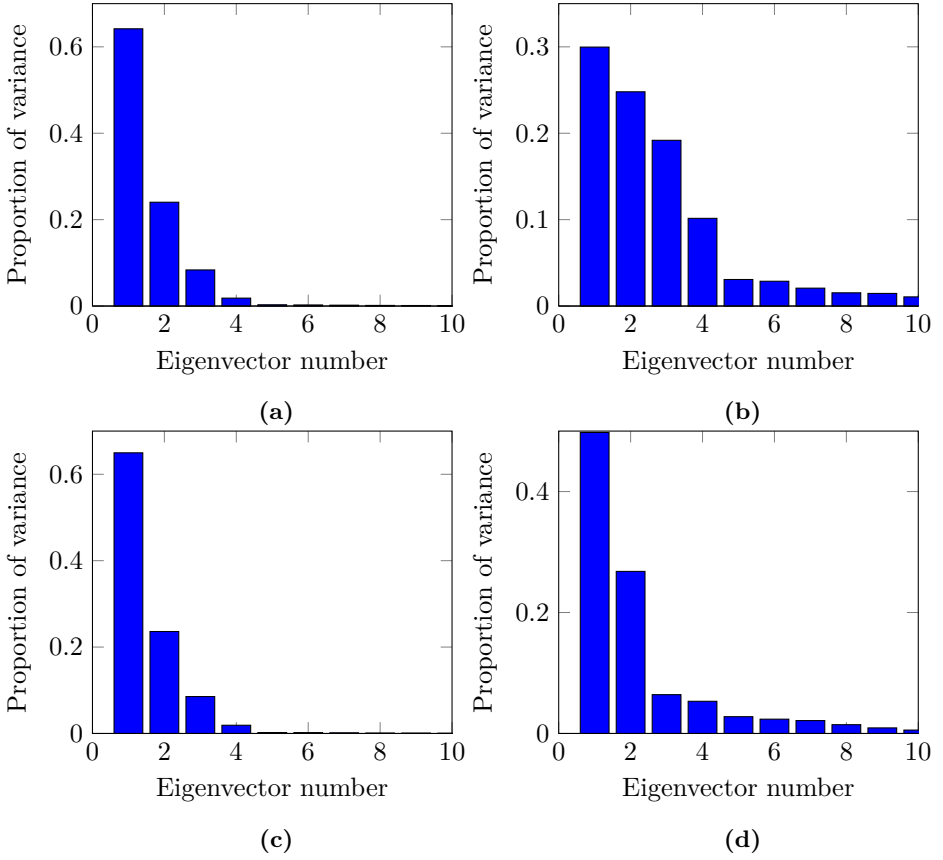 Proportion of variance
0.6
0.4
0.2
0
0 2 4 6 8 10
Eigenvector number
(a)
Proportion of variance
0.3
0.2
0.1
0
0 2 4 6 8 10
Eigenvector number
(b)
Proportion of variance
0.6
0.4
0.2
0
0 2 4 6 8 10
Eigenvector number
(c)
Proportion of variance
0.4
0.2
0
0 2 4 6 8 10
Eigenvector number
(d)